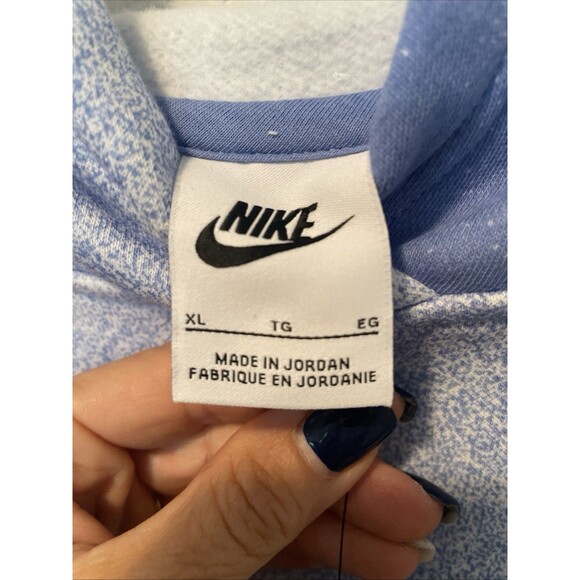 NIKE
XL TG EG
MADE IN JORDAN
FABRIQUE EN JORDANIE